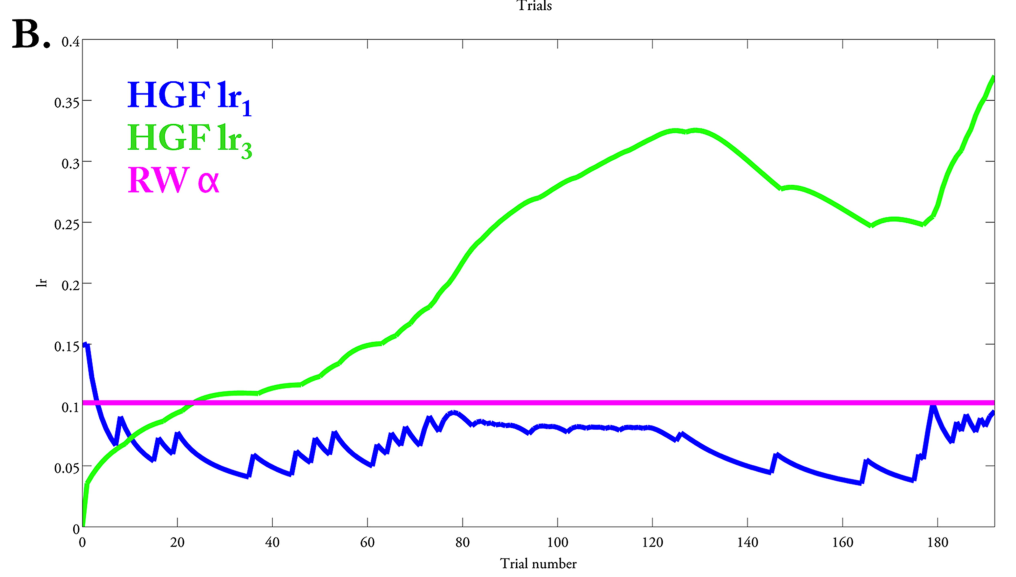 Trials
B.
0.4
0.35
0.3
0.25
0.2
0.15
0.1
0.05
0
lr
HGF lr₁
HGF lr₃
RW α
0 20 40 60 80 100 120 140 160 180
Trial number